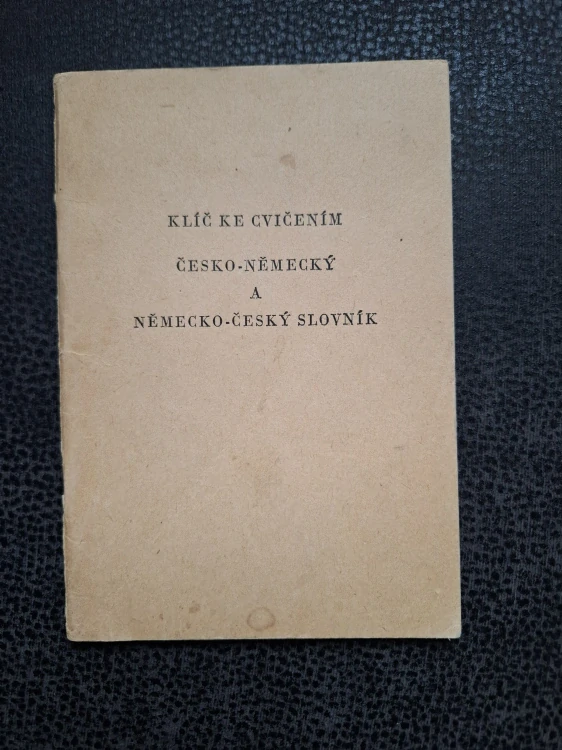 KLÍČ KE CVIČENÍM
ČESKO-NĚMECKÝ
A
NĚMECKO-ČESKÝ SLOVNÍK